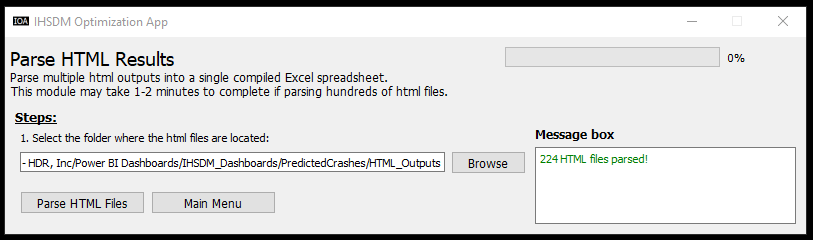 IOA IHSDM Optimization App
Parse HTML Results
0%
Parse multiple html outputs into a single compiled Excel spreadsheet.
This module may take 1-2 minutes to complete if parsing hundreds of html files.
Steps:
1. Select the folder where the html files are located:
- HDR, Inc/Power BI Dashboards/IHSDM_Dashboards/PredictedCrashes/HTML_Outputs
Browse
Parse HTML Files
Main Menu
Message box
224 HTML files parsed!